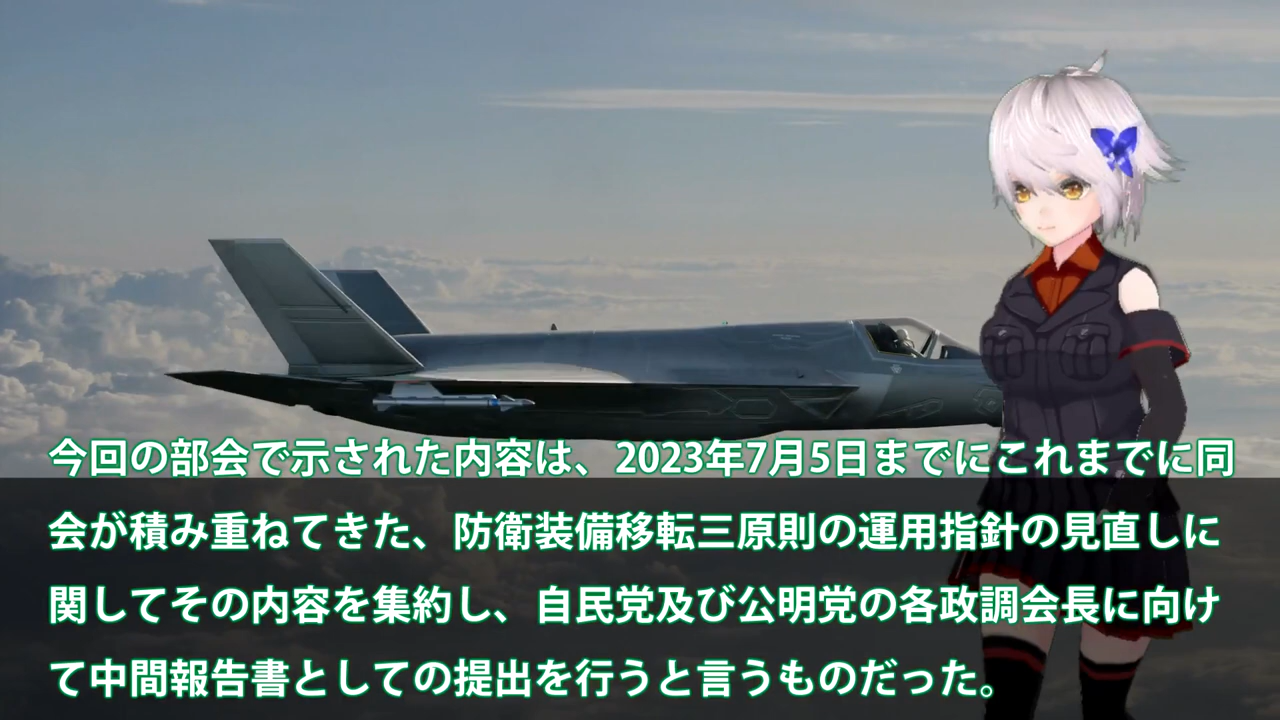 今回の部会で示された内容は、2023年7月5日までにこれまでに同
会が積み重ねてきた、防衛装備移転三原則の運用指針の見直しに
関してその内容を集約し、自民党及び公明党の各政調会長に向け
て中間報告書としての提出を行うと言うものだった。